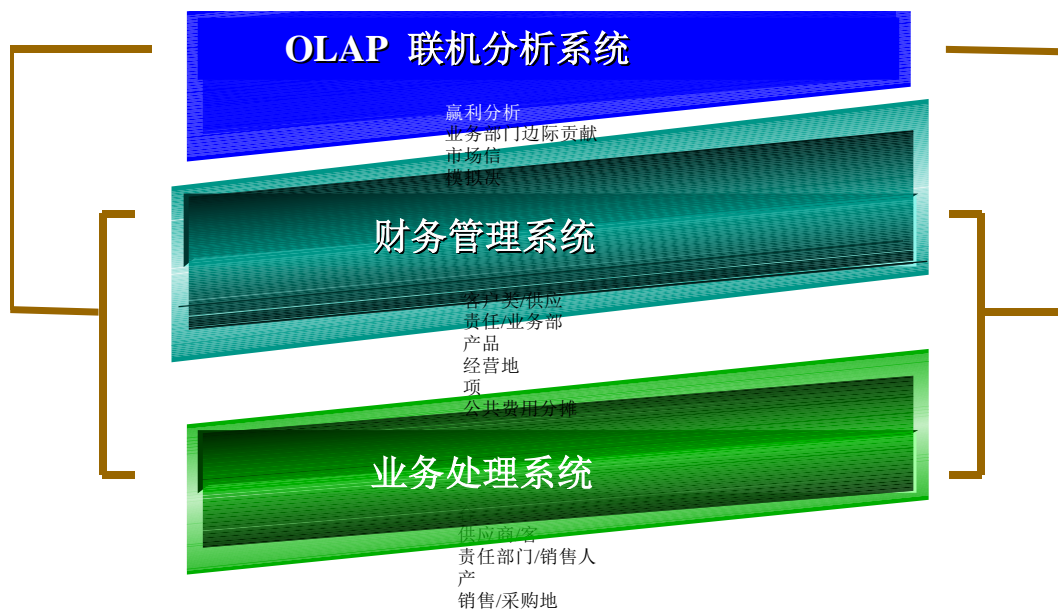 OLAP 联机分析系统
赢利分析
业务部门边际贡献
市场信
模拟决
财务管理系统
客户类/供应
责任/业务部
产品
经营地
项
公共费用分摊
业务处理系统
供应商/客
责任部门/销售人
产
销售/采购地